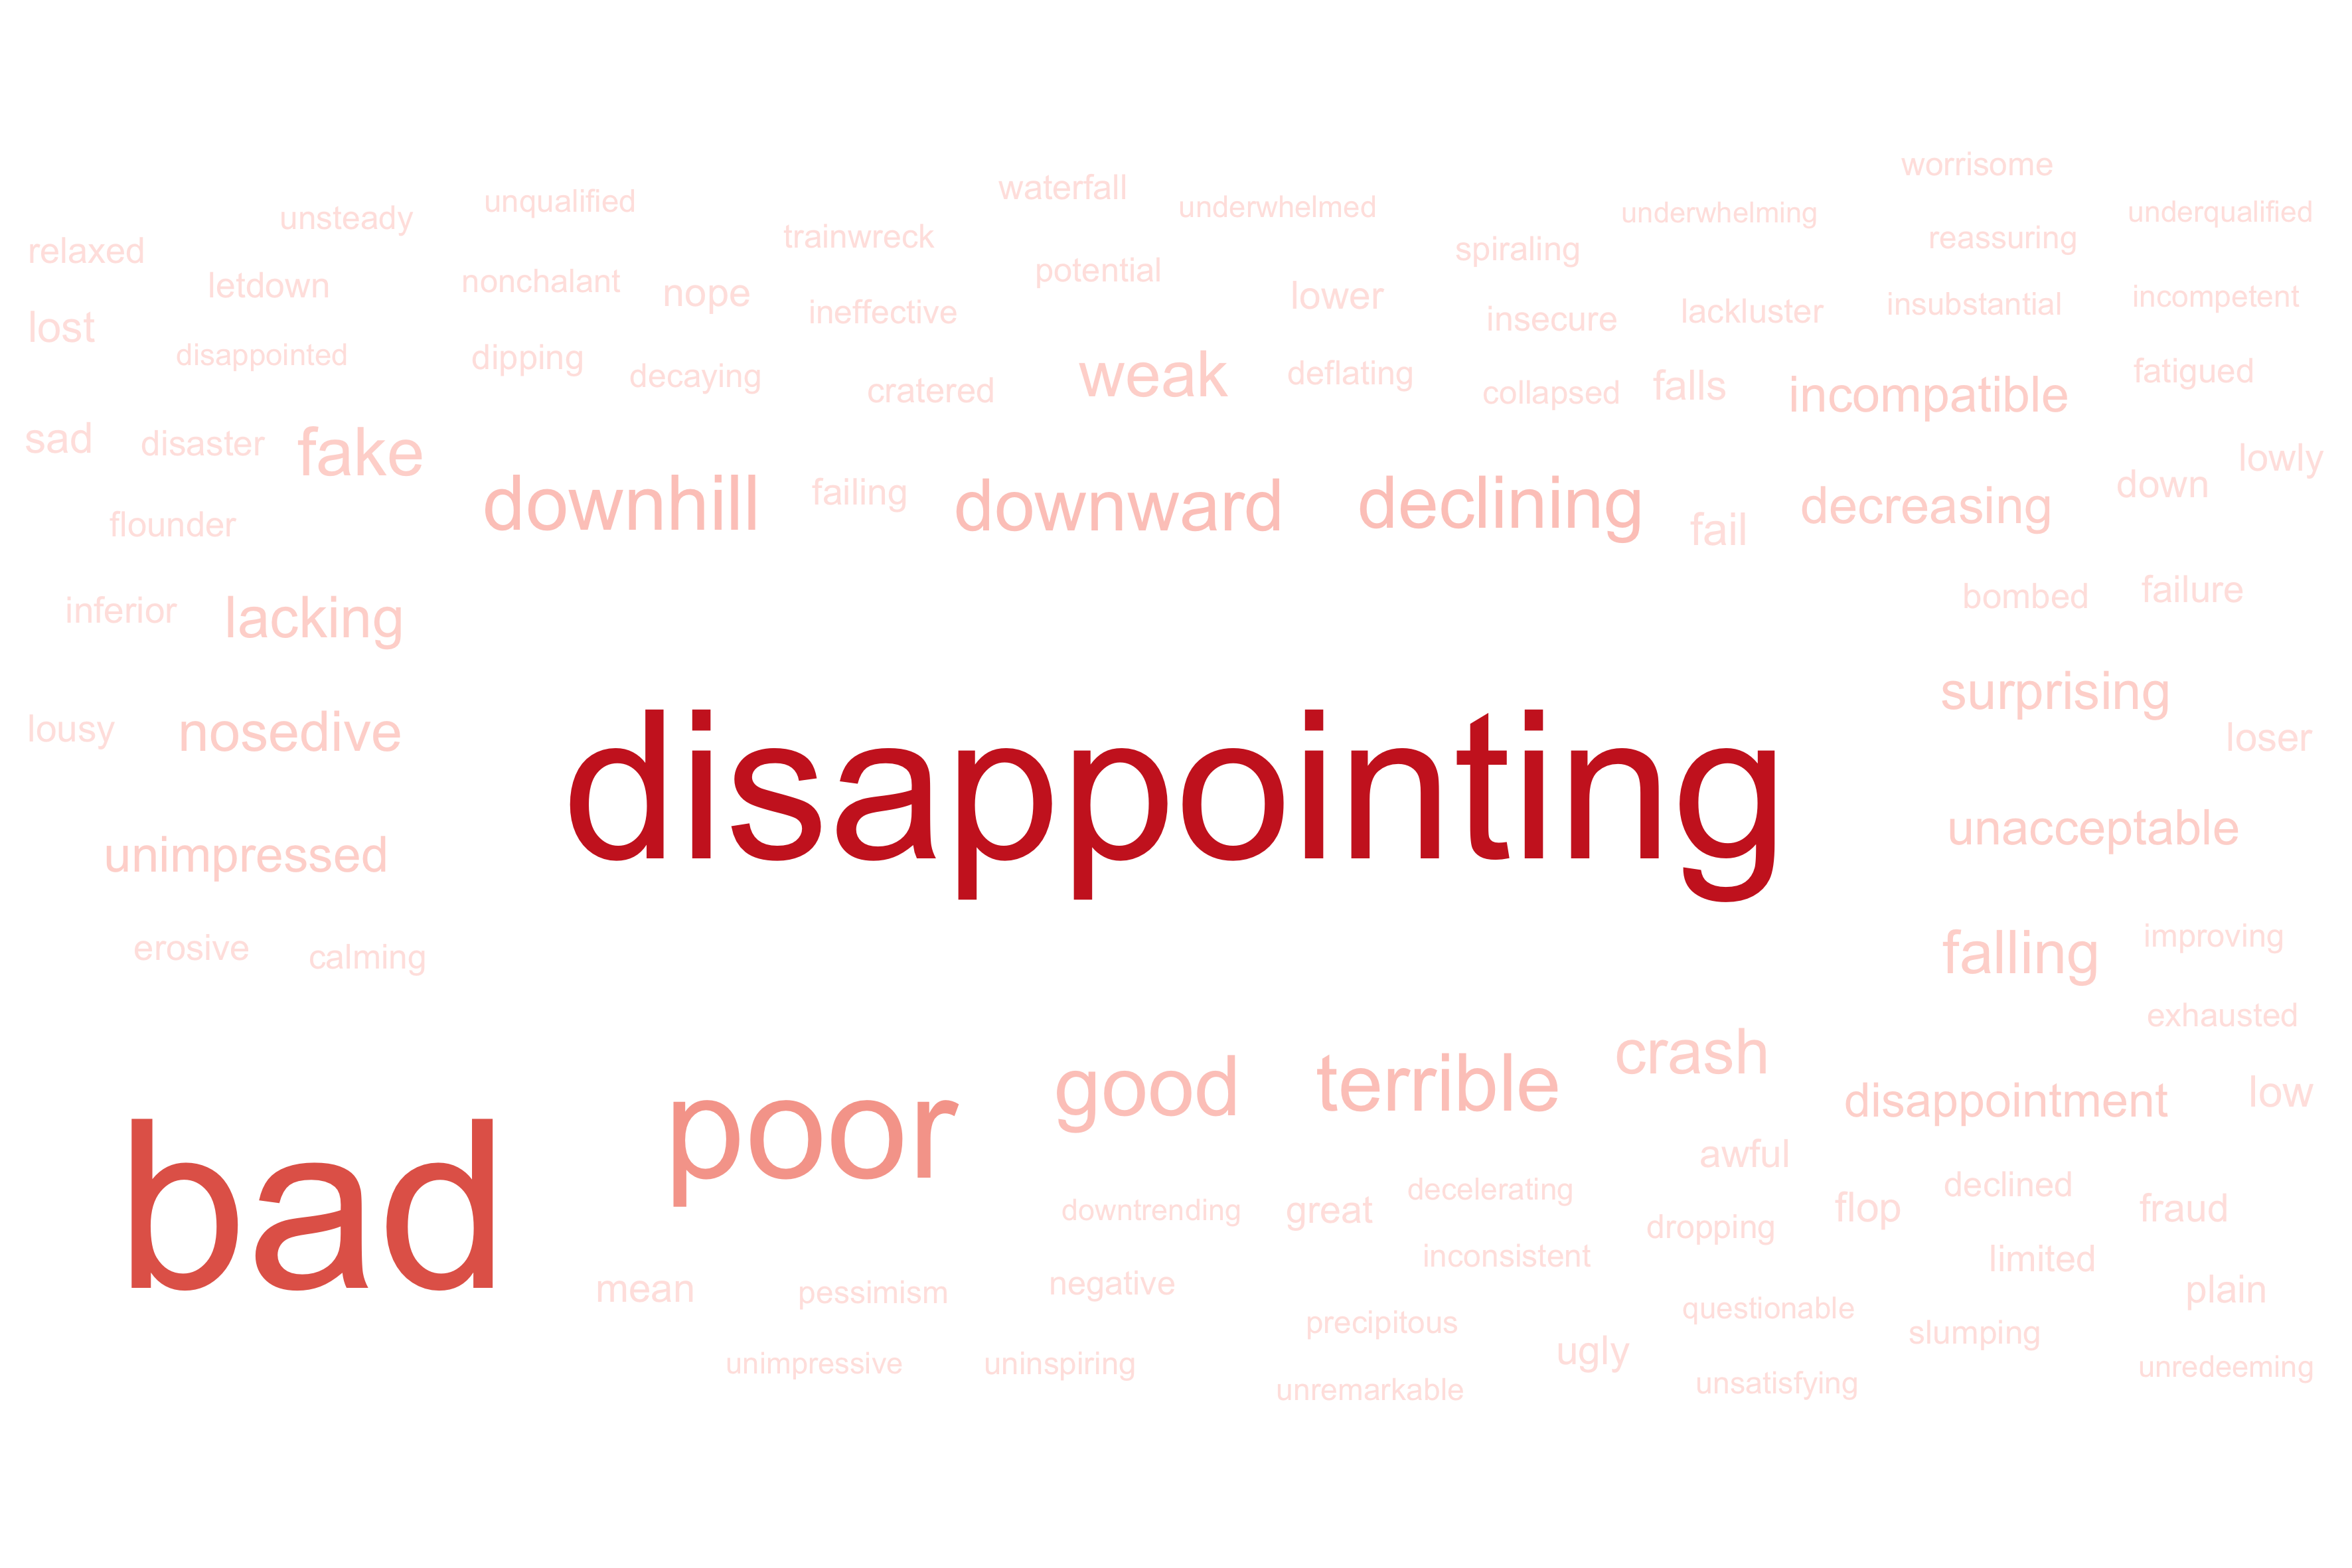 worrisome
waterfall
unqualified
underwhelmed
underwhelming
underqualified
unsteady
trainwreck
reassuring
relaxed
spiraling
potential
nonchalant
letdown
nope
lower
incompetent
insubstantial
ineffective
lackluster
insecure
lost
disappointed
dipping
decaying
weak
deflating
cratered
collapsed
falls
incompatible
fatigued
sad
disaster
fake
lowly
down
downhill
failing
downward
declining
decreasing
flounder
fail
inferior
lacking
bombed
failure
surprising
lousy
nosedive
loser
disappointing
unimpressed
unacceptable
erosive
calming
falling
improving
exhausted
crash
good
terrible
low
disappointment
poor
bad
awful
declined
decelerating
downtrending
great
dropping
flop
fraud
inconsistent
limited
mean
pessimism
negative
plain
questionable
precipitous
slumping
ugly
unimpressive
uninspiring
unredeeming
unremarkable
unsatisfying